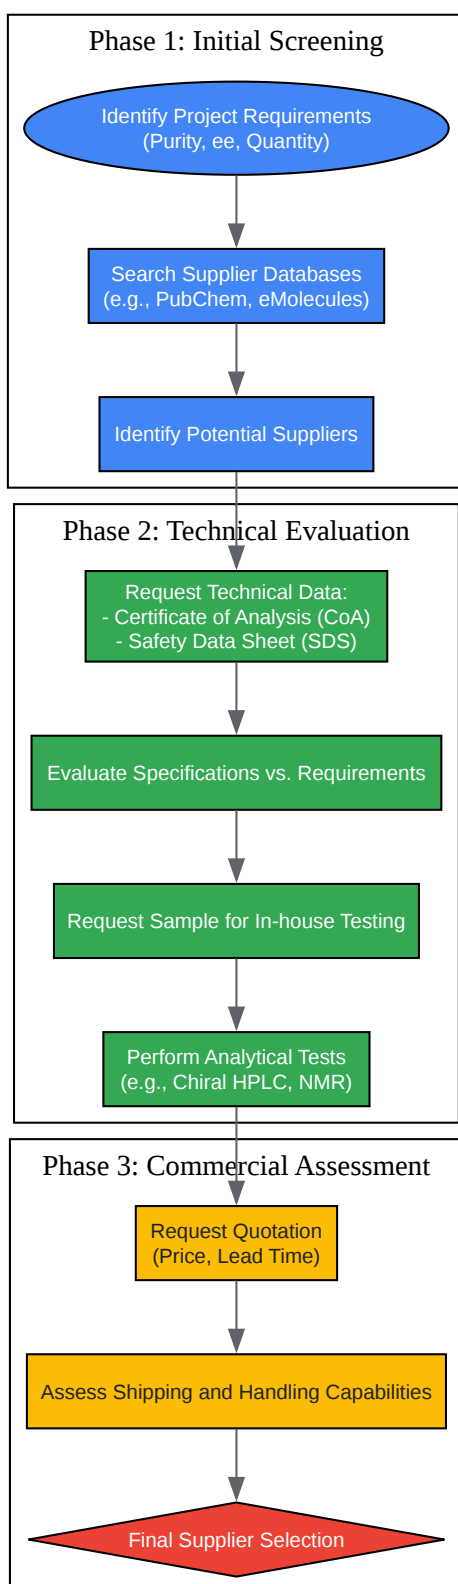 Phase 1: Initial Screening
Identify Project Requirements
(Purity, ee, Quantity)
Search Supplier Databases
(e.g., PubChem, eMolecules)
Identify Potential Suppliers
Phase 2: Technical Evaluation
Request Technical Data:
- Certificate of Analysis (CoA)
- Safety Data Sheet (SDS)
Evaluate Specifications vs. Requirements
Request Sample for In-house Testing
Perform Analytical Tests
(e.g., Chiral HPLC, NMR)
Phase 3: Commercial Assessment
Request Quotation
(Price, Lead Time)
Assess Shipping and Handling Capabilities
Final Supplier Selection